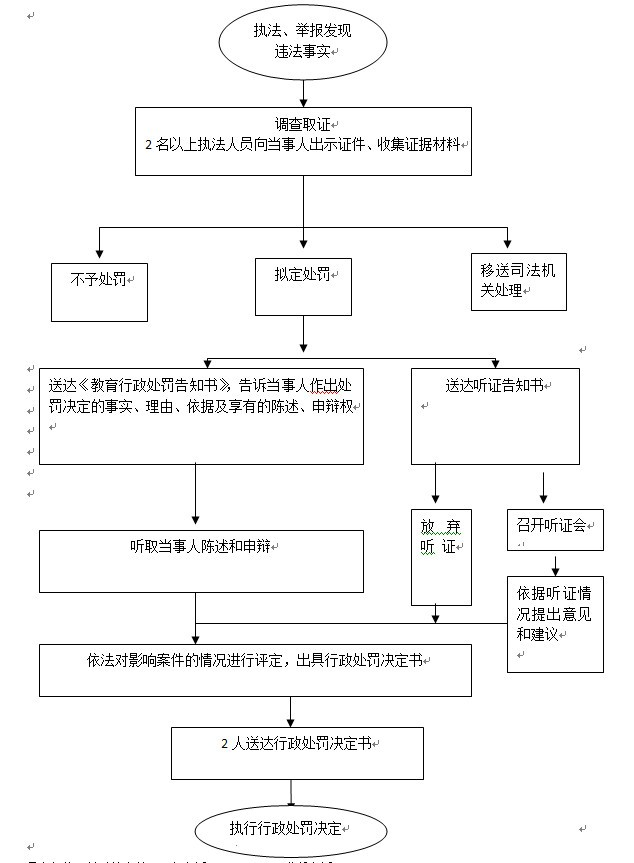 执法、举报发现
违法事实
调查取证
2名以上执法人员向当事人出示证件、收集证据材料
不予处罚
拟定处罚
移送司法机
关处理
送达《教育行政处罚告知书》，告诉当事人作出处
罚决定的事实、理由、依据及享有的陈述、申辩权
送达听证告知书
听取当事人陈述和申辩
放 弃
听 证
召开听证会
依据听证情
况提出意见
和建议
依法对影响案件的情况进行评定，出具行政处罚决定书
2人送达行政处罚决定书
执行行政处罚决定